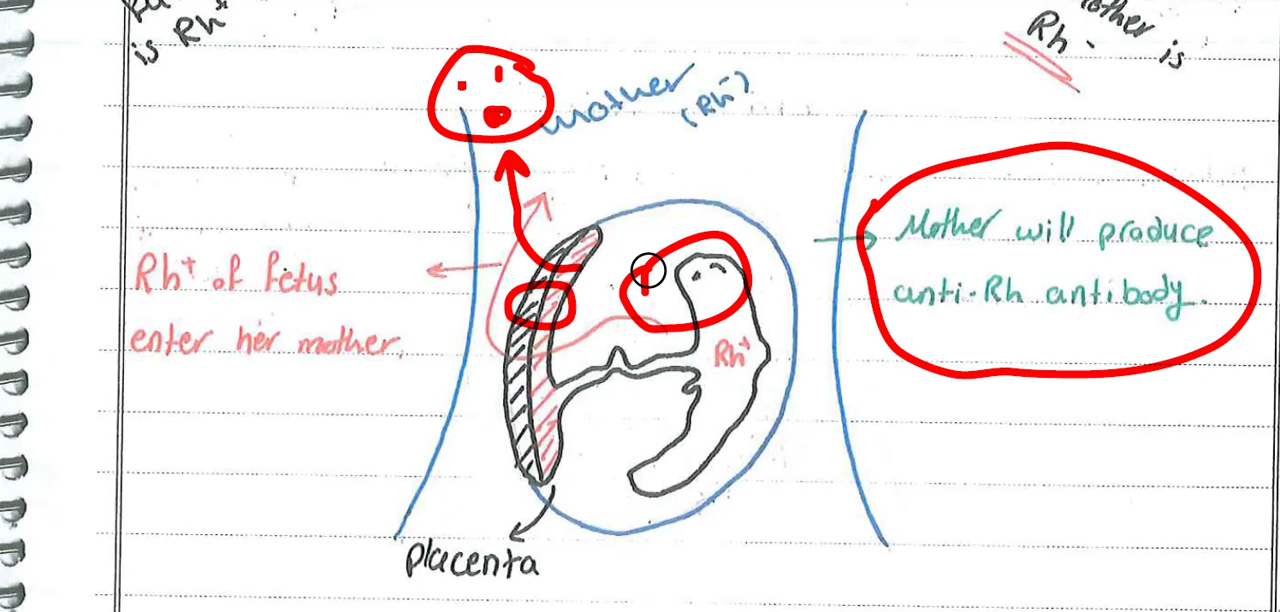 is Rh⁺
mother is
Rh -
mother
(Rh⁻)
Rh⁺ of fetus
enter her mother.
Mother will produce
anti-Rh antibody.
Rh⁺
placenta